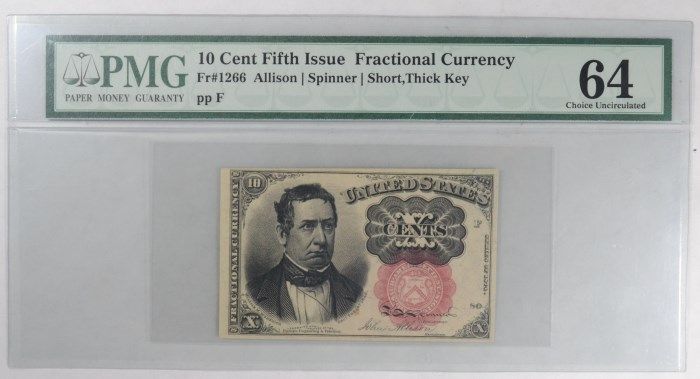 PMG
PAPER MONEY GUARANTY
10 Cent Fifth Issue Fractional Currency
Fr#1266 Allison | Spinner | Short,Thick Key
pp F
64
Choice Uncirculated
10
UNITED STATES
FRACTIONAL CURRENCY
X
CENTS
F
80
X
X